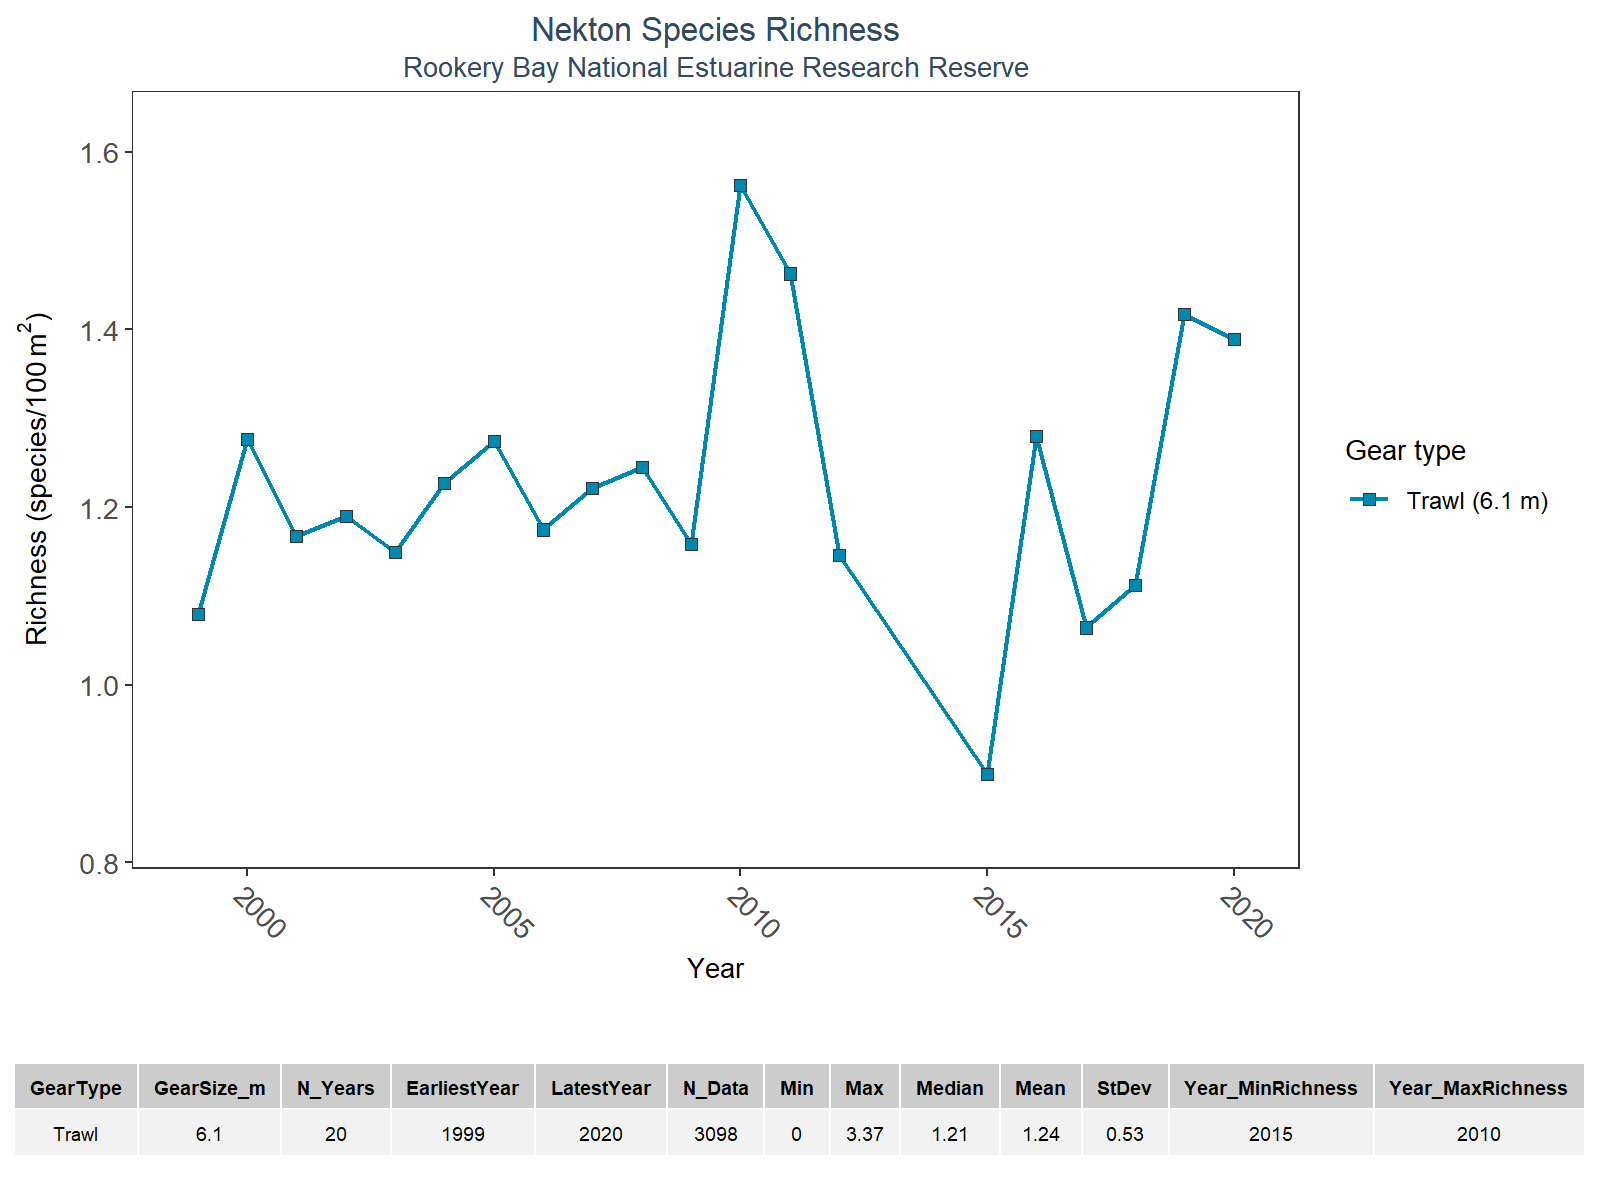 Nekton Species Richness
Rookery Bay National Estuarine Research Reserve
1.6
1.4
1.2
1.0
0.8
Richness (species/100 m²)
2000 2005 2010 2015 2020
Year
Gear type
Trawl (6.1 m)
GearType GearSize_m N_Years EarliestYear LatestYear N_Data Min Max Median Mean StDev Year_MinRichness Year_MaxRichness
Trawl 6.1 20 1999 2020 3098 0 3.37 1.21 1.24 0.53 2015 2010